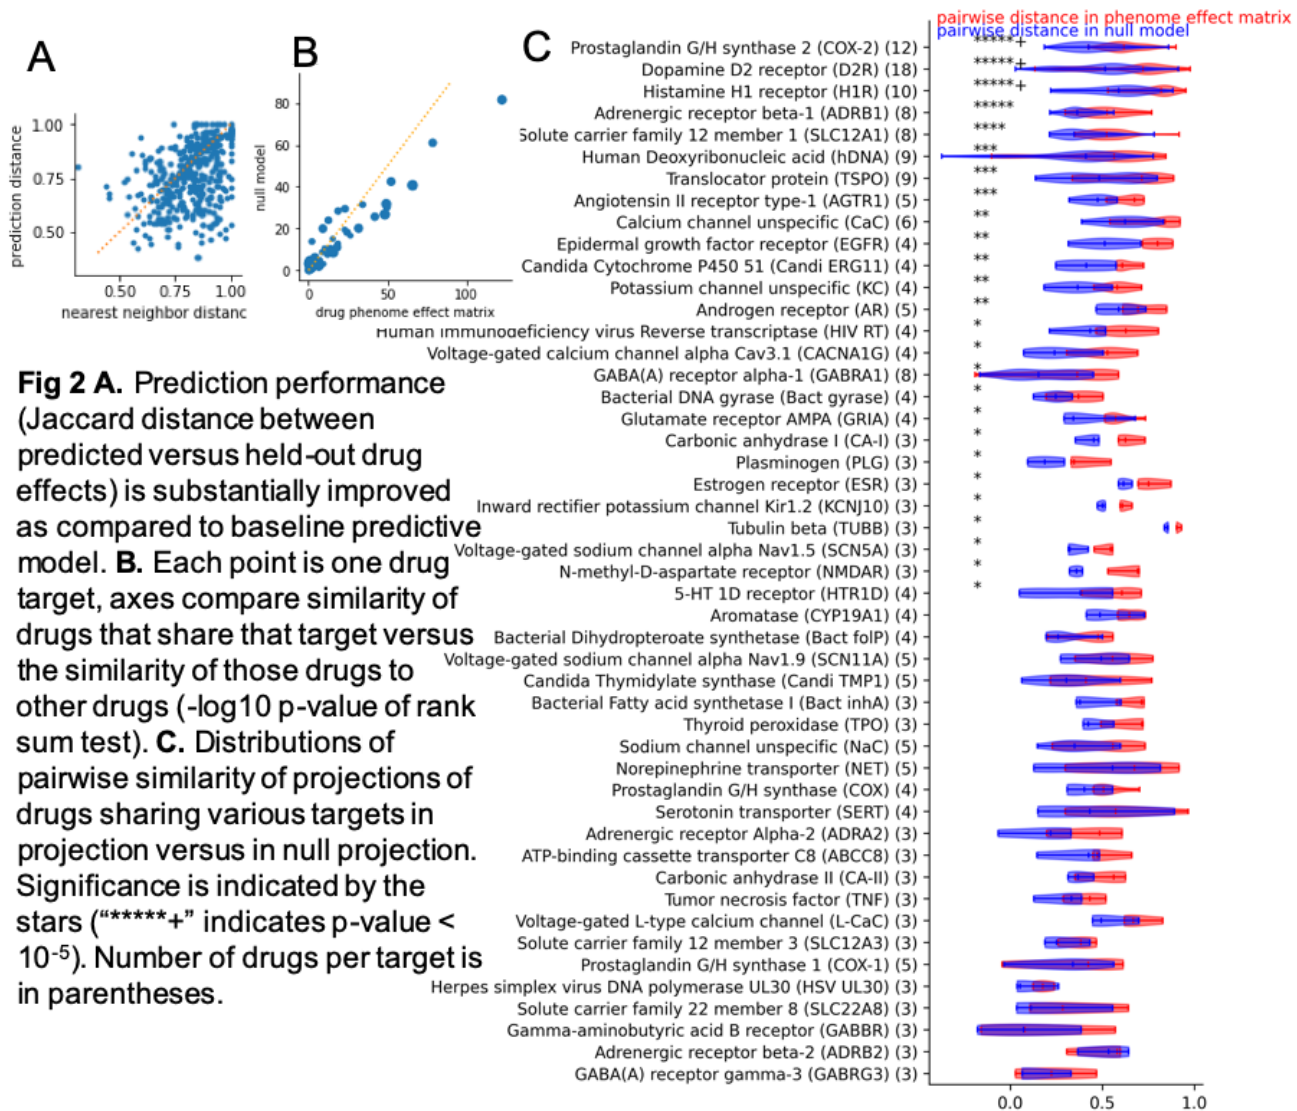 A
B
C
pairwise distance in phenome effect matrix
pairwise distance in null model
prediction distance
1.00
0.75
0.50
0.50
0.75
1.00
nearest neighbor distanc
null model
80
60
40
20
0
0
50
100
drug phenome effect matrix
Fig 2 A. Prediction performance
(Jaccard distance between
predicted versus held-out drug
effects) is substantially improved
as compared to baseline predictive
model. B. Each point is one drug
target, axes compare similarity of
drugs that share that target versus
the similarity of those drugs to
other drugs (-log10 p-value of rank
sum test). C. Distributions of
pairwise similarity of projections of
drugs sharing various targets in
projection versus in null projection.
Significance is indicated by the
stars (“*****+” indicates p-value <
10-5). Number of drugs per target is
in parentheses.
Prostaglandin G/H synthase 2 (COX-2) (12) *****+
Dopamine D2 receptor (D2R) (18) *****+
Histamine H1 receptor (H1R) (10) *****+
Adrenergic receptor beta-1 (ADRB1) (8) *****
Solute carrier family 12 member 1 (SLC12A1) (8) ****
Human Deoxyribonucleic acid (hDNA) (9) ***
Translocator protein (TSPO) (9) ***
Angiotensin II receptor type-1 (AGTR1) (5) ***
Calcium channel unspecific (CaC) (6) **
Epidermal growth factor receptor (EGFR) (4) **
Candida Cytochrome P450 51 (Candi ERG11) (4) **
Potassium channel unspecific (KC) (4) **
Androgen receptor (AR) (5) **
Human immunodeficiency virus Reverse transcriptase (HIV RT) (4) *
Voltage-gated calcium channel alpha Cav3.1 (CACNA1G) (4) *
GABA(A) receptor alpha-1 (GABRA1) (8) *
Bacterial DNA gyrase (Bact gyrase) (4) *
Glutamate receptor AMPA (GRIA) (4) *
Carbonic anhydrase I (CA-I) (3) *
Plasminogen (PLG) (3) *
Estrogen receptor (ESR) (3) *
Inward rectifier potassium channel Kir1.2 (KCNJ10) (3) *
Tubulin beta (TUBB) (3) *
Voltage-gated sodium channel alpha Nav1.5 (SCN5A) (3) *
N-methyl-D-aspartate receptor (NMDAR) (3) *
5-HT 1D receptor (HTR1D) (4) *
Aromatase (CYP19A1) (4)
Bacterial Dihydropteroate synthetase (Bact folP) (4)
Voltage-gated sodium channel alpha Nav1.9 (SCN11A) (5)
Candida Thymidylate synthase (Candi TMP1) (5)
Bacterial Fatty acid synthetase I (Bact inhA) (3)
Thyroid peroxidase (TPO) (3)
Sodium channel unspecific (NaC) (5)
Norepinephrine transporter (NET) (5)
Prostaglandin G/H synthase (COX) (4)
Serotonin transporter (SERT) (4)
Adrenergic receptor Alpha-2 (ADRA2) (3)
ATP-binding cassette transporter C8 (ABCC8) (3)
Carbonic anhydrase II (CA-II) (3)
Tumor necrosis factor (TNF) (3)
Voltage-gated L-type calcium channel (L-CaC) (3)
Solute carrier family 12 member 3 (SLC12A3) (3)
Prostaglandin G/H synthase 1 (COX-1) (5)
Herpes simplex virus DNA polymerase UL30 (HSV UL30) (3)
Solute carrier family 22 member 8 (SLC22A8) (3)
Gamma-aminobutyric acid B receptor (GABBR) (3)
Adrenergic receptor beta-2 (ADRB2) (3)
GABA(A) receptor gamma-3 (GABRG3) (3)
0.0
0.5
1.0